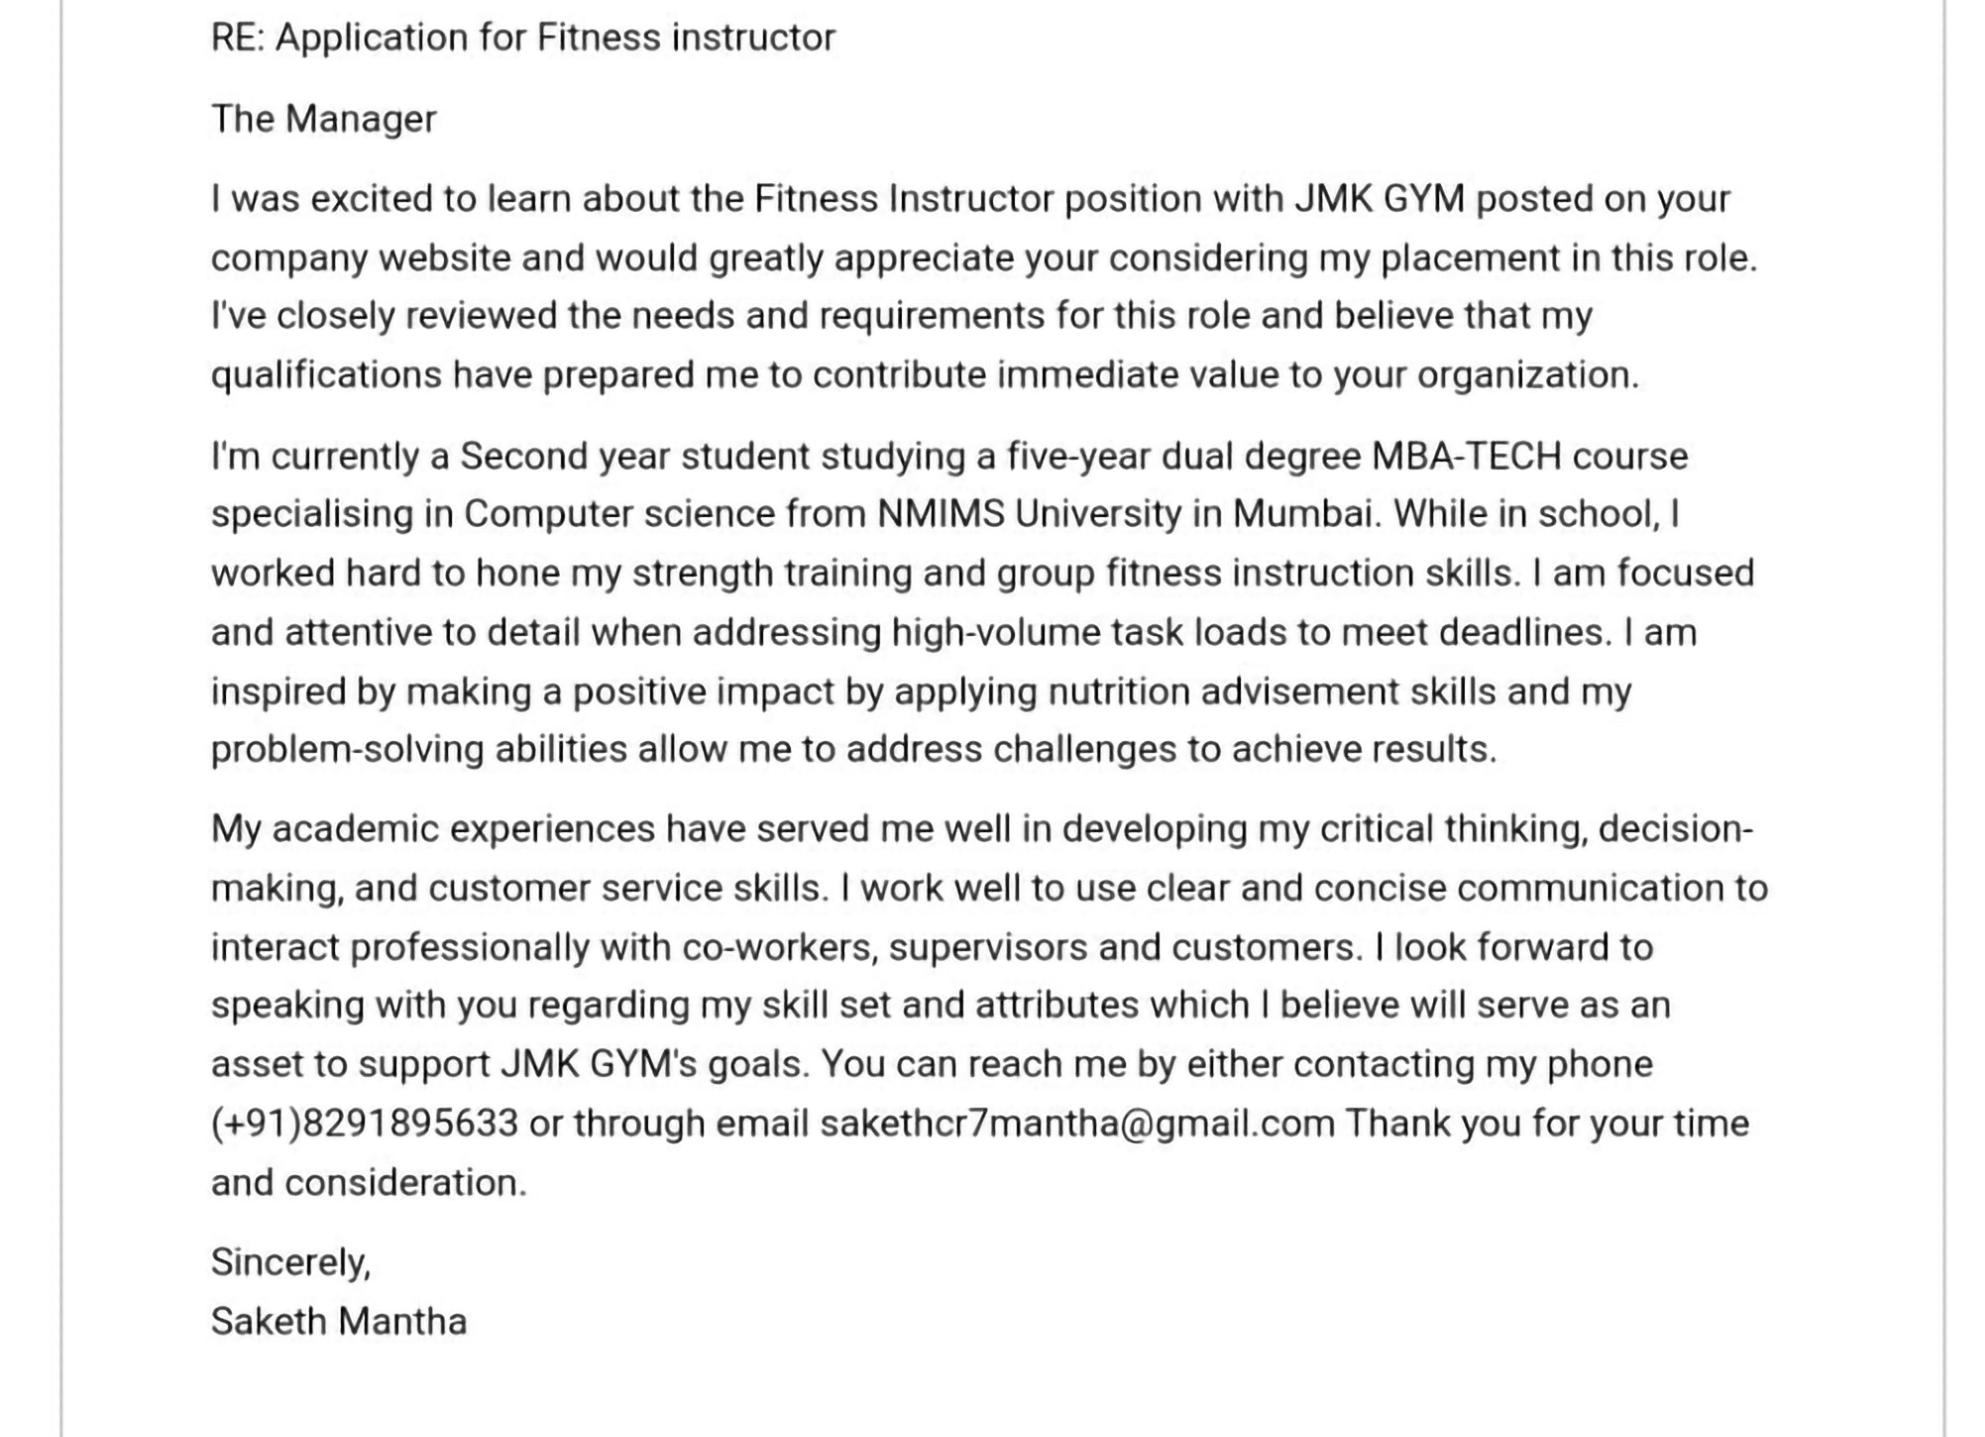 RE: Application for Fitness instructor
The Manager
I was excited to learn about the Fitness Instructor position with JMK GYM posted on your
company website and would greatly appreciate your considering my placement in this role.
I've closely reviewed the needs and requirements for this role and believe that my
qualifications have prepared me to contribute immediate value to your organization.
I'm currently a Second year student studying a five-year dual degree MBA-TECH course
specialising in Computer science from NMIMS University in Mumbai. While in school, I
worked hard to hone my strength training and group fitness instruction skills. I am focused
and attentive to detail when addressing high-volume task loads to meet deadlines. I am
inspired by making a positive impact by applying nutrition advisement skills and my
problem-solving abilities allow me to address challenges to achieve results.
My academic experiences have served me well in developing my critical thinking, decision-
making, and customer service skills. I work well to use clear and concise communication to
interact professionally with co-workers, supervisors and customers. I look forward to
speaking with you regarding my skill set and attributes which I believe will serve as an
asset to support JMK GYM's goals. You can reach me by either contacting my phone
(+91)8291895633 or through email sakethcr7mantha@gmail.com Thank you for your time
and consideration.
Sincerely,
Saketh Mantha